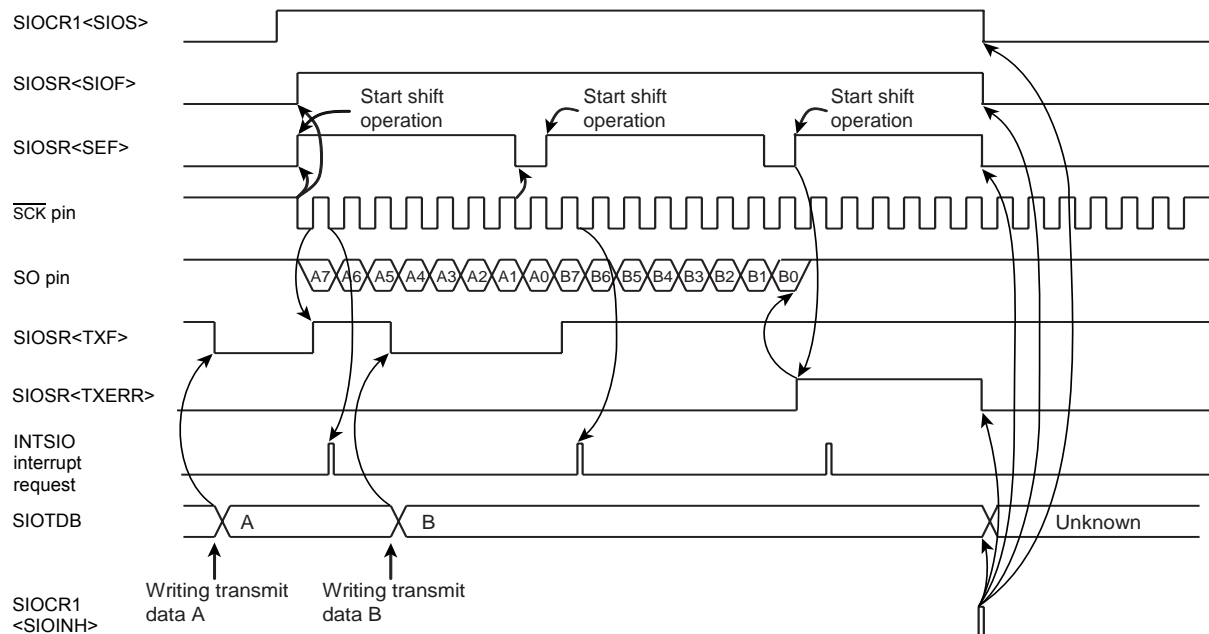 SIOCR1<SIOS>
SIOSR<SIOF>
Start shift
operation
Start shift
operation
Start shift
operation
SIOSR<SEF>
SCK pin
SO pin
A7 A6 A5 A4 A3 A2 A1 A0 B7 B6 B5 B4 B3 B2 B1 B0
SIOSR<TXF>
SIOSR<TXERR>
INTSIO
interrupt
request
SIOTDB
A
B
Unknown
Writing transmit
data A
Writing transmit
data B
SIOCR1
<SIOINH>